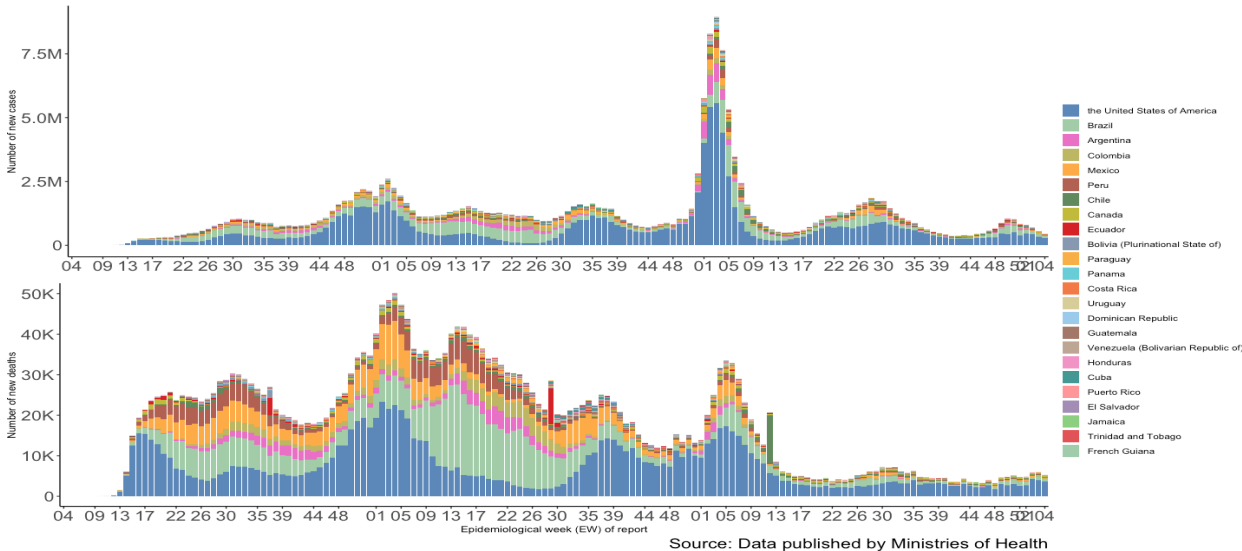 Number of new cases
7.5M
5.0M
2.5M
0
04 09 13 17 22 26 30 35 39 44 48 01 05 09 13 17 22 26 30 35 39 44 48 01 05 09 13 17 22 26 30 35 39 44 48 52 01 04
Number of new deaths
50K
40K
30K
20K
10K
0
04 09 13 17 22 26 30 35 39 44 48 01 05 09 13 17 22 26 30 35 39 44 48 01 05 09 13 17 22 26 30 35 39 44 48 52 01 04
Epidemiological week (EW) of report
the United States of America
Brazil
Argentina
Colombia
Mexico
Peru
Chile
Canada
Ecuador
Bolivia (Plurinational State of)
Paraguay
Panama
Costa Rica
Uruguay
Dominican Republic
Guatemala
Venezuela (Bolivarian Republic of)
Honduras
Cuba
Puerto Rico
El Salvador
Jamaica
Trinidad and Tobago
French Guiana
Source: Data published by Ministries of Health